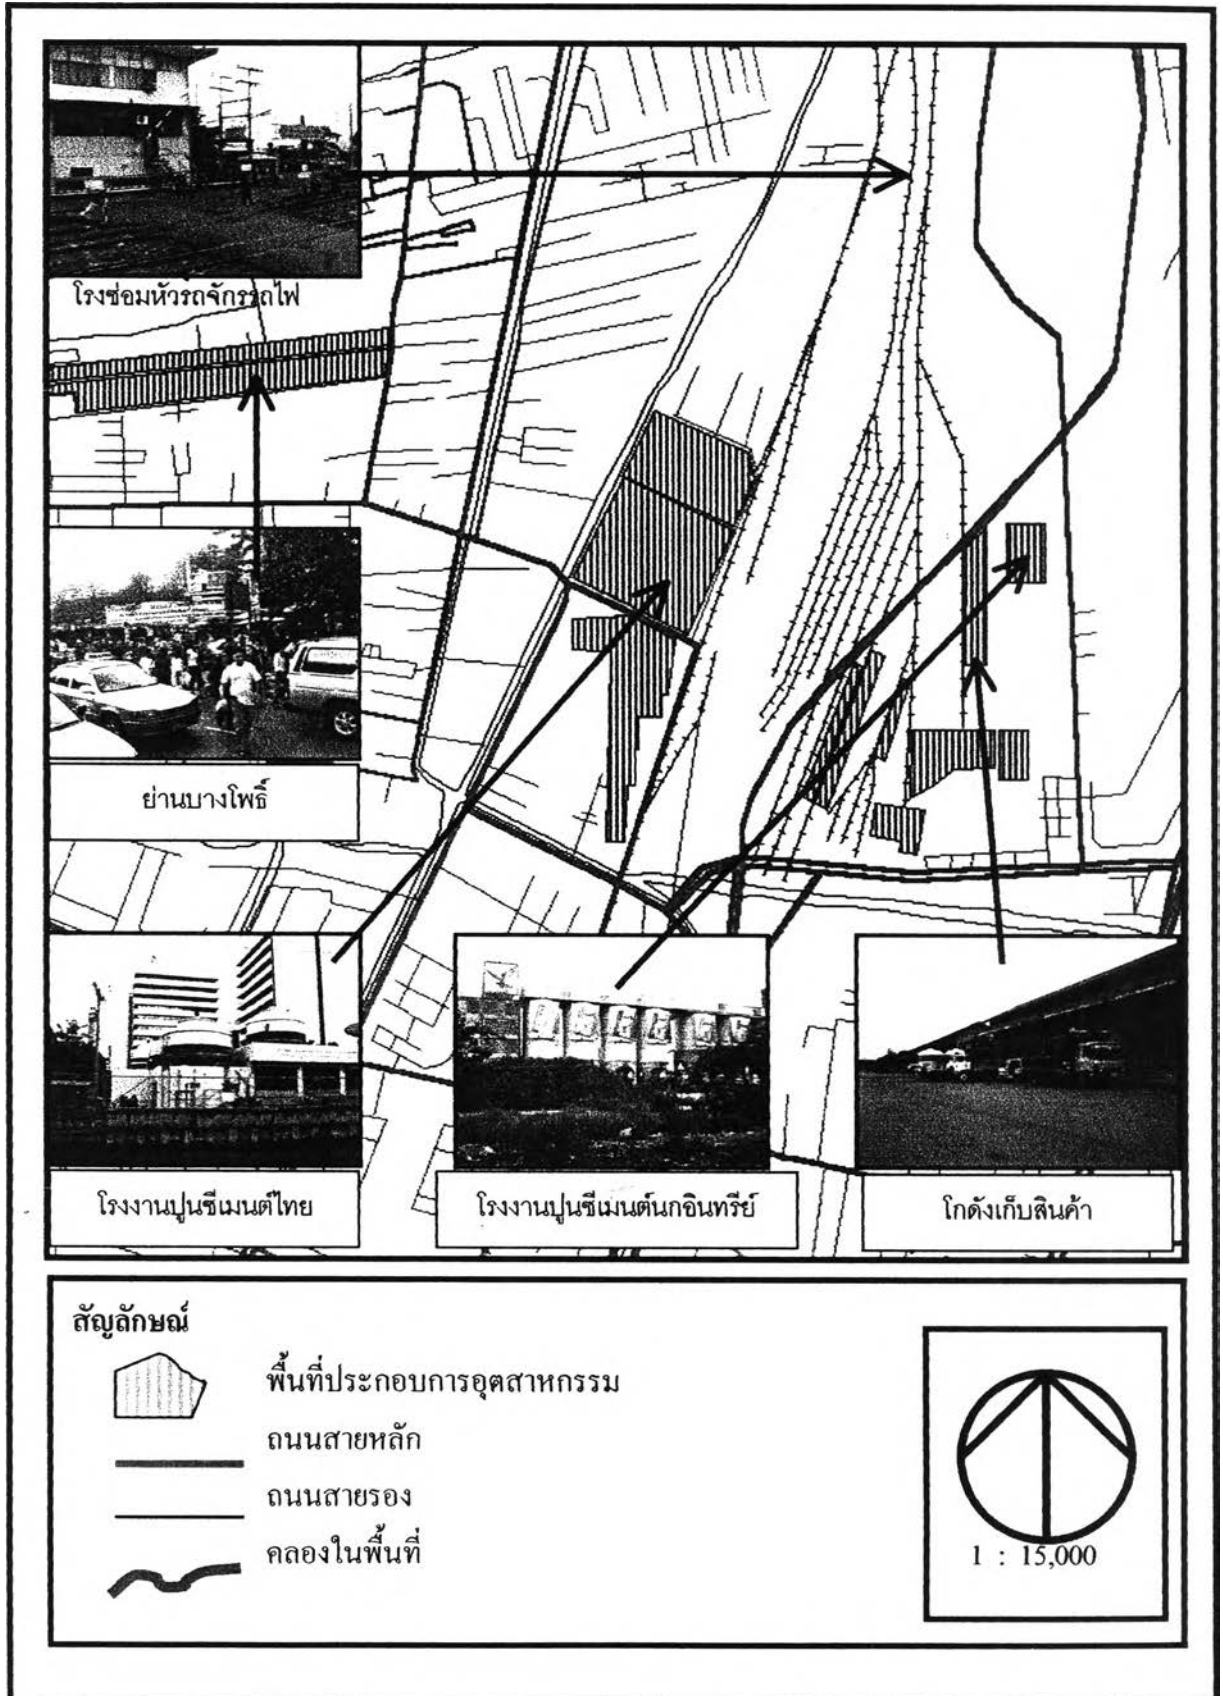 โรงซ่อมหัวรถจักรรถไฟ
ย่านบางโพธิ์
โรงงานปูนซีเมนต์ไทย
โรงงานปูนซีเมนต์นกอินทรีย์
โกดังเก็บสินค้า
สัญลักษณ์
พื้นที่ประกอบการอุตสาหกรรม
ถนนสายหลัก
ถนนสายรอง
คลองในพื้นที่
1 : 15,000